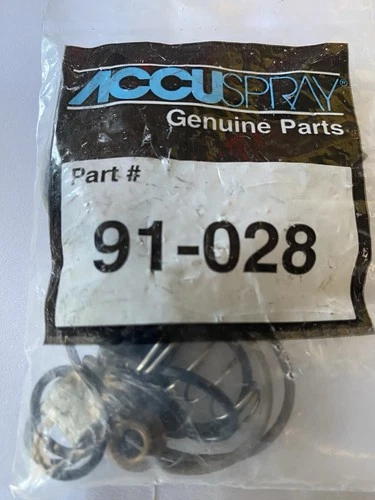 ACCUSPRAY®
Genuine Parts
Part #
91-028